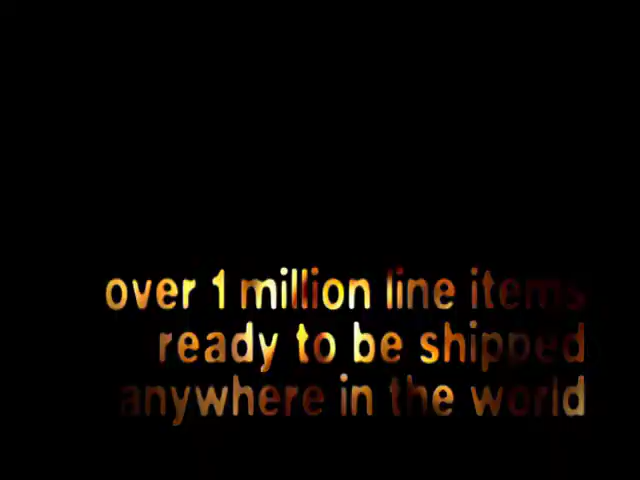 over 1 million line items
ready to be shipped
anywhere in the world